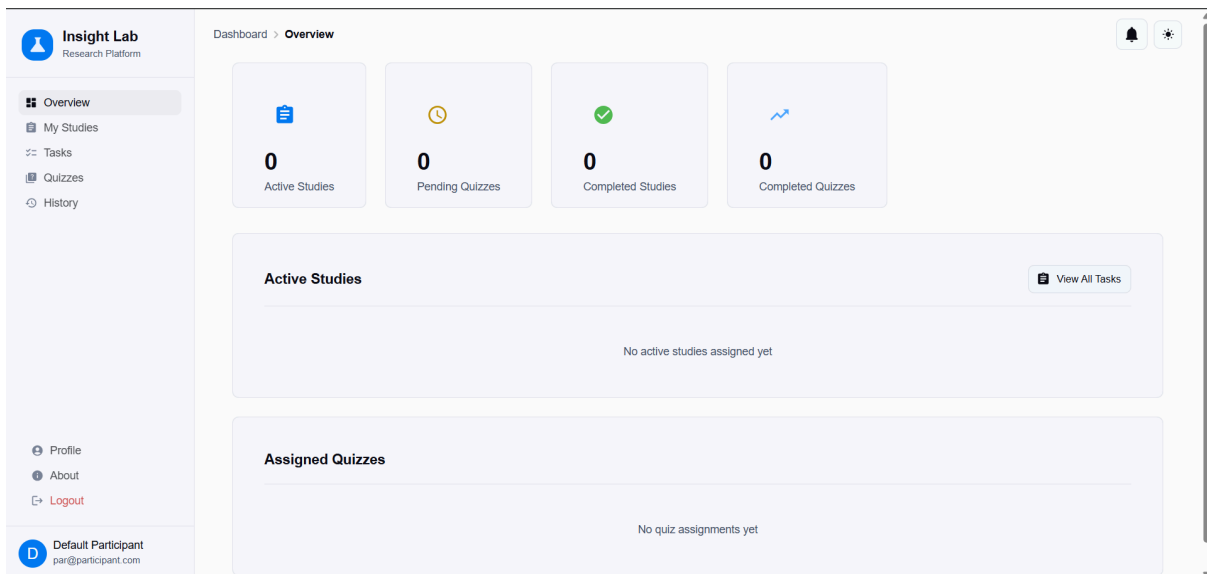 Insight Lab
Research Platform
Dashboard > Overview
Overview
My Studies
Tasks
Quizzes
History
Profile
About
Logout
D
Default Participant
par@participant.com
0
Active Studies
0
Pending Quizzes
0
Completed Studies
0
Completed Quizzes
Active Studies
View All Tasks
No active studies assigned yet
Assigned Quizzes
No quiz assignments yet